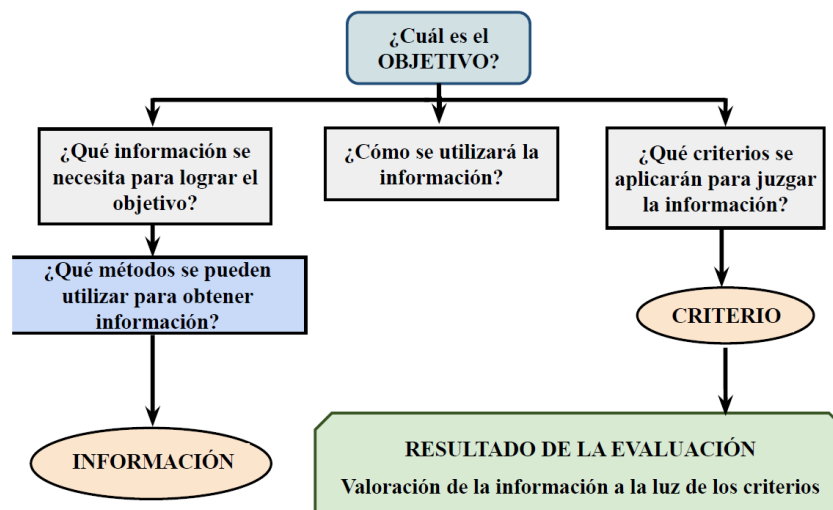 ¿Cuál es el
OBJETIVO?
¿Qué información se
necesita para lograr el
objetivo?
¿Cómo se utilizará la
información?
¿Qué criterios se
aplicarán para juzgar
la información?
¿Qué métodos se pueden
utilizar para obtener
información?
CRITERIO
INFORMACIÓN
RESULTADO DE LA EVALUACIÓN
Valoración de la información a la luz de los criterios